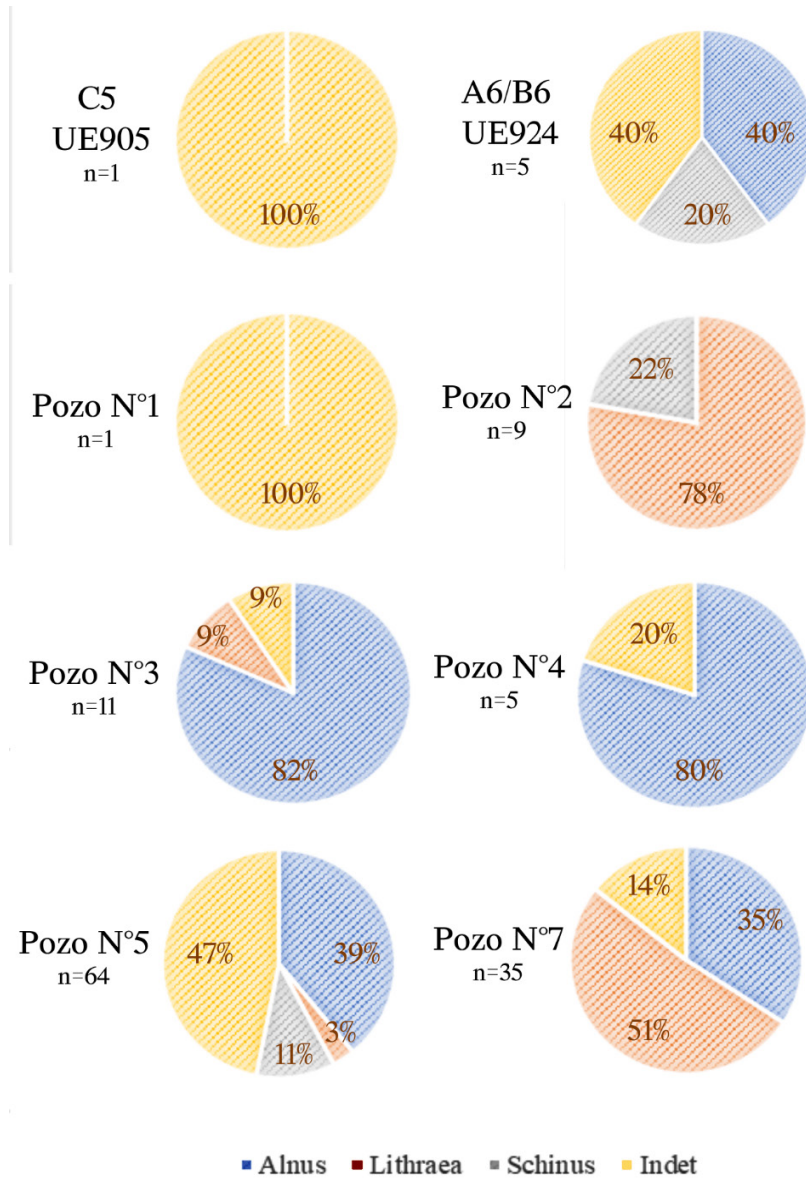 C5
UE905
n=1
100%
A6/B6
UE924
n=5
40%
40%
20%
Pozo N°1
n=1
100%
Pozo N°2
n=9
22%
78%
Pozo N°3
n=11
9%
9%
82%
Pozo N°4
n=5
20%
80%
Pozo N°5
n=64
47%
39%
3%
11%
Pozo N°7
n=35
14%
35%
51%
Alnus Lithraea Schinus Indet